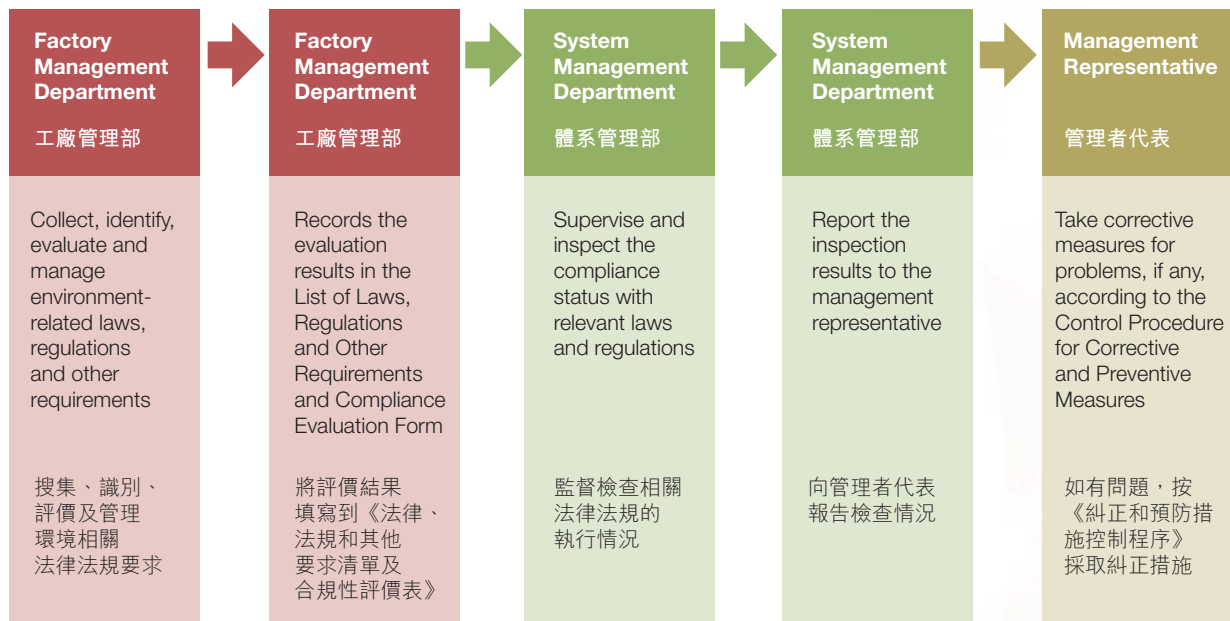 Factory
Management
Department
工廠管理部
Collect, identify,
evaluate and
manage
environment-
related laws,
regulations
and other
requirements
搜集、識別、
評價及管理
環境相關
法律法規要求
Factory
Management
Department
工廠管理部
Records the
evaluation
results in the
List of Laws,
Regulations
and Other
Requirements
and Compliance
Evaluation Form
將評價結果
填寫到《法律、
法規和其他
要求清單及
合規性評價表》
System
Management
Department
體系管理部
Supervise and
inspect the
compliance
status with
relevant laws
and regulations
監督檢查相關
法律法規的
執行情況
System
Management
Department
體系管理部
Report the
inspection
results to the
management
representative
向管理者代表
報告檢查情況
Management
Representative
管理者代表
Take corrective
measures for
problems, if any,
according to the
Control Procedure
for Corrective
and Preventive
Measures
如有問題，按
《糾正和預防措
施控制程序》
採取糾正措施